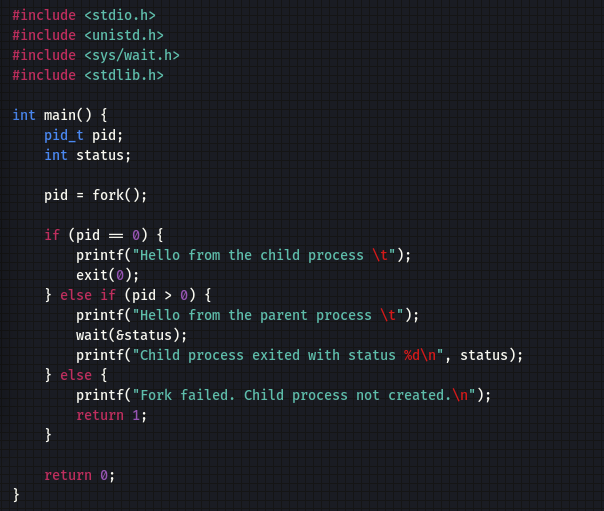 #include <stdio.h>
#include <unistd.h>
#include <sys/wait.h>
#include <stdlib.h>

int main() {
    pid_t pid;
    int status;

    pid = fork();

    if (pid == 0) {
        printf("Hello from the child process \t");
        exit(0);
    } else if (pid > 0) {
        printf("Hello from the parent process \t");
        wait(&status);
        printf("Child process exited with status %d\n", status);
    } else {
        printf("Fork failed. Child process not created.\n");
        return 1;
    }

    return 0;
}